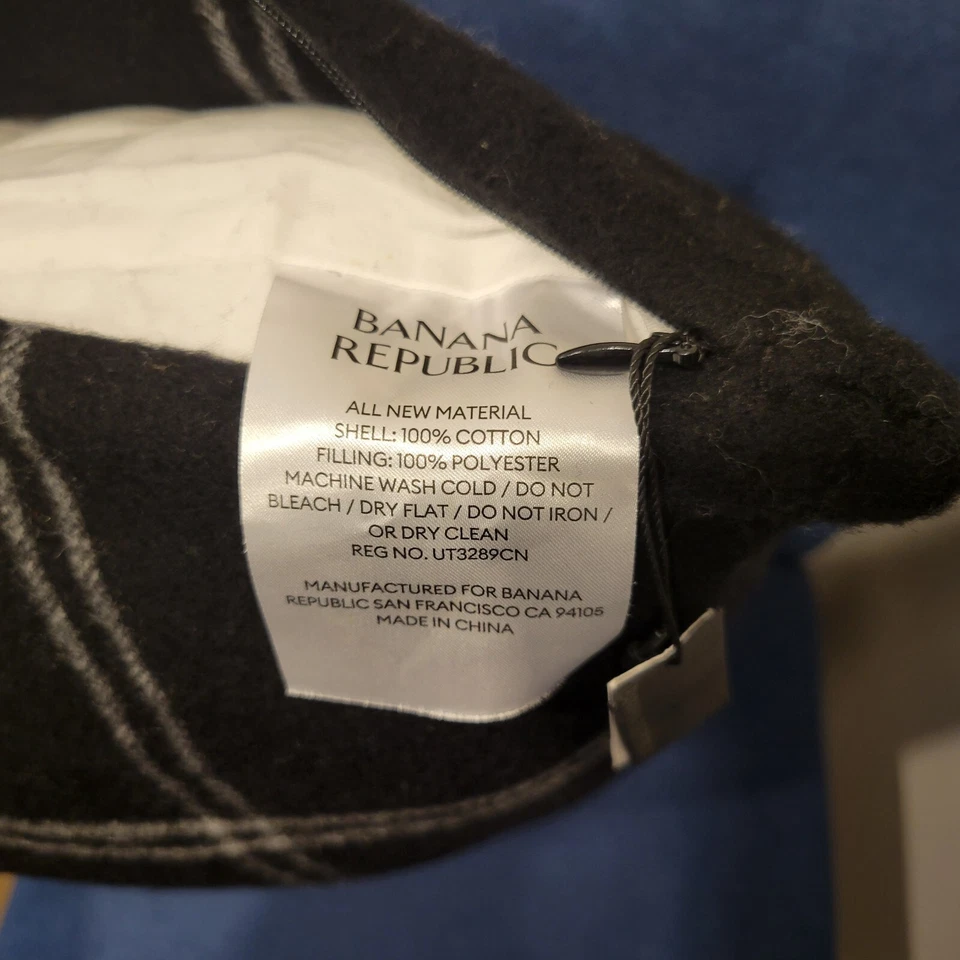 BANANA
REPUBLIC
ALL NEW MATERIAL
SHELL: 100% COTTON
FILLING: 100% POLYESTER
MACHINE WASH COLD / DO NOT
BLEACH / DRY FLAT / DO NOT IRON /
OR DRY CLEAN
REG NO. UT3289CN
MANUFACTURED FOR BANANA
REPUBLIC SAN FRANCISCO CA 94105
MADE IN CHINA